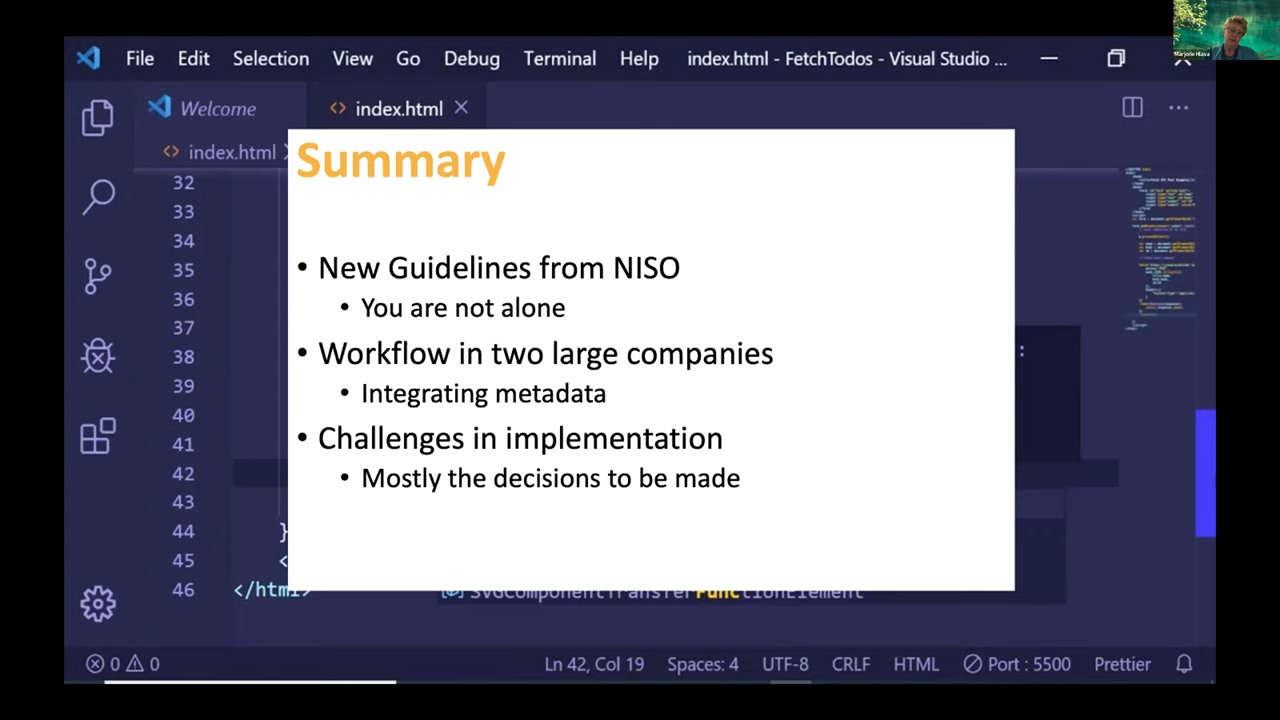 File Edit Selection View Go Debug Terminal Help index.html - FetchTodos - Visual Studio ...
Marjorie Hlava
Welcome
index.html
index.html
Summary
• New Guidelines from NISO
• You are not alone
• Workflow in two large companies
• Integrating metadata
• Challenges in implementation
• Mostly the decisions to be made
32
33
34
35
36
37
38
39
40
41
42
43
44 }
45 <
46 </html>
SVGComponentTransferFunctionElement
0 0 Ln 42, Col 19 Spaces: 4 UTF-8 CRLF HTML Port : 5500 Prettier